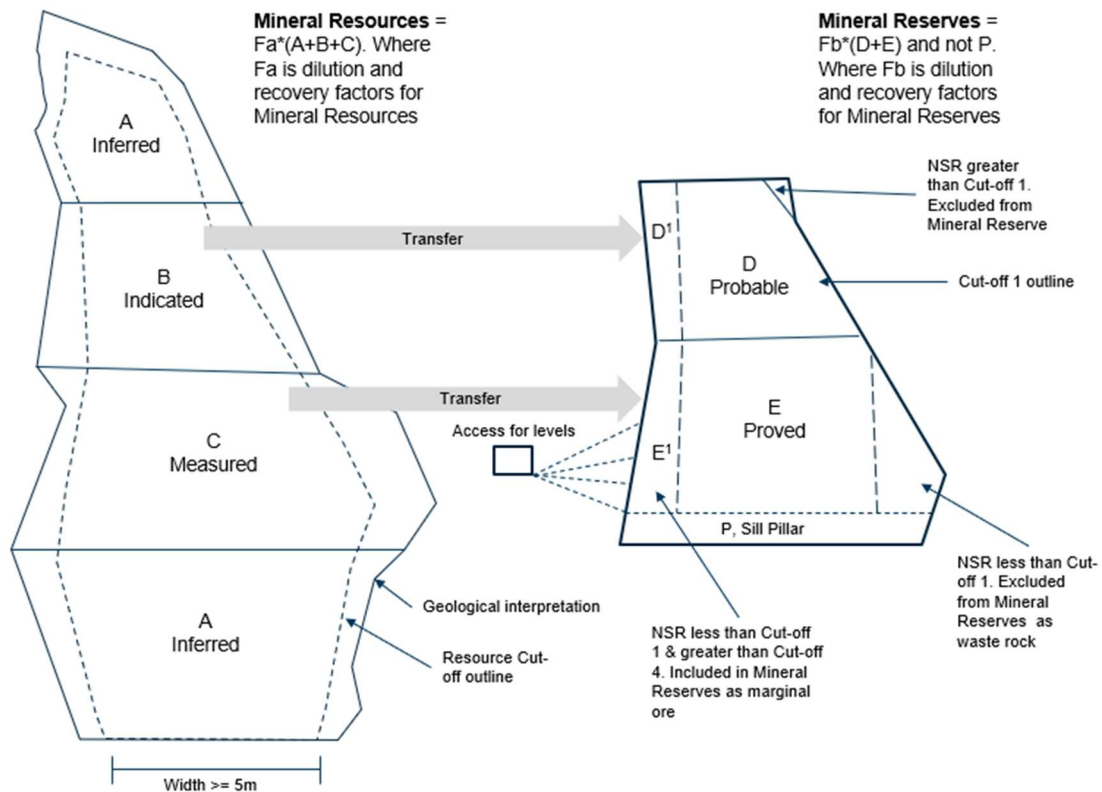 Mineral Resources =
Fa*(A+B+C). Where
Fa is dilution and
recovery factors for
Mineral Resources
Mineral Reserves =
Fb*(D+E) and not P.
Where Fb is dilution
and recovery factors
for Mineral Reserves
A
Inferred
B
Indicated
C
Measured
A
Inferred
Width >= 5m
Transfer
Transfer
Access for levels
Geological interpretation
Resource Cut-
off outline
D¹
D
Probable
E¹
E
Proved
P, Sill Pillar
NSR greater
than Cut-off 1.
Excluded from
Mineral Reserve
Cut-off 1 outline
NSR less than Cut-off
1 & greater than Cut-off
4. Included in Mineral
Reserves as marginal
ore
NSR less than Cut-
off 1. Excluded
from Mineral
Reserves as
waste rock